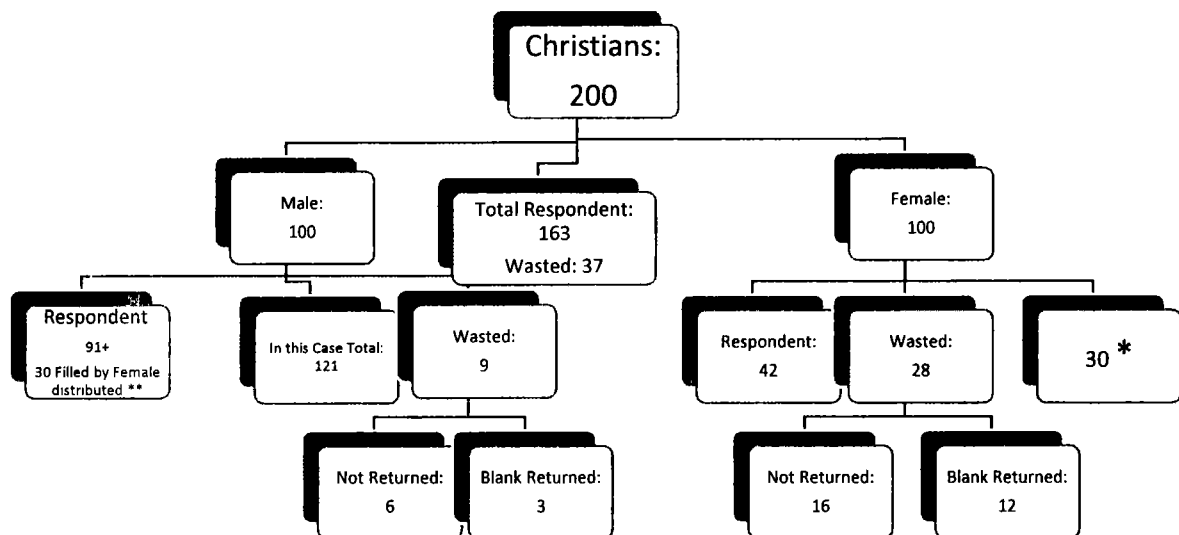 Christians:
200
Male:
100
Total Respondent:
163
Wasted: 37
Female:
100
Respondent
91+
30 Filled by Female
distributed **
In this Case Total:
121
Wasted:
9
Respondent:
42
Wasted:
28
30 *
Not Returned:
6
Blank Returned:
3
Not Returned:
16
Blank Returned:
12